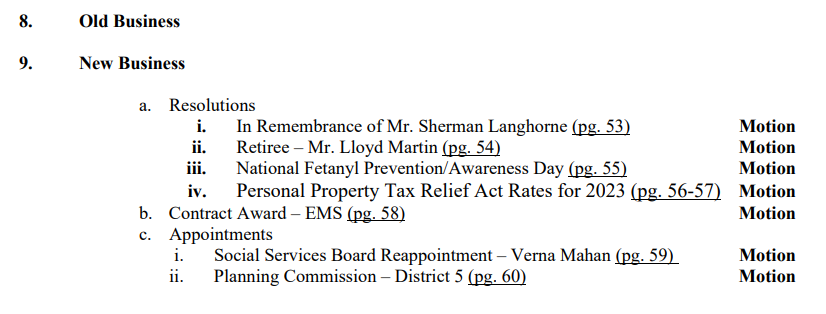 8. Old Business
9. New Business
a. Resolutions
i. In Remembrance of Mr. Sherman Langhorne (pg. 53) Motion
ii. Retiree – Mr. Lloyd Martin (pg. 54) Motion
iii. National Fetanyl Prevention/Awareness Day (pg. 55) Motion
iv. Personal Property Tax Relief Act Rates for 2023 (pg. 56-57) Motion
b. Contract Award – EMS (pg. 58) Motion
c. Appointments
i. Social Services Board Reappointment – Verna Mahan (pg. 59) Motion
ii. Planning Commission – District 5 (pg. 60) Motion